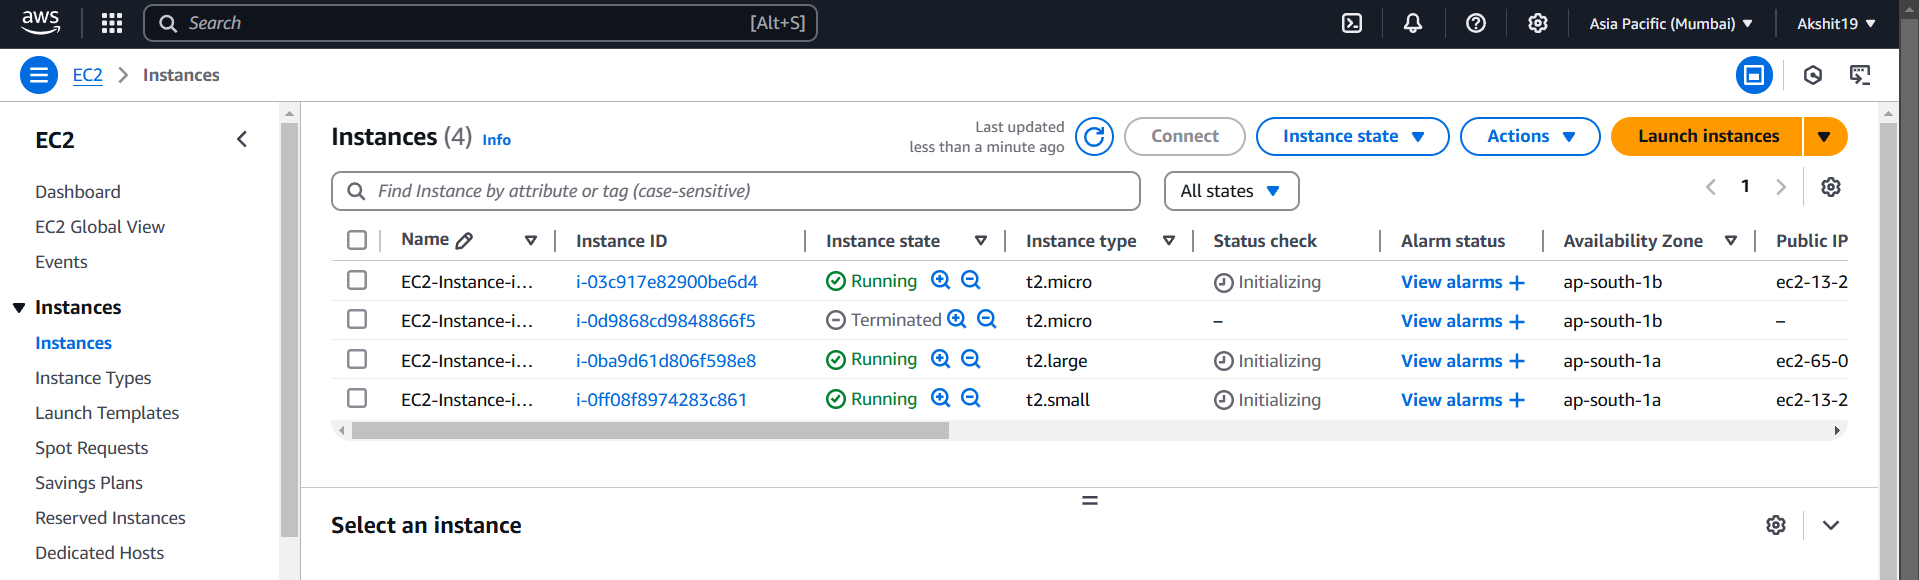 aws Search [Alt+S] Asia Pacific (Mumbai) Akshit19
EC2 Instances
EC2
Dashboard
EC2 Global View
Events
Instances
Instances
Instance Types
Launch Templates
Spot Requests
Savings Plans
Reserved Instances
Dedicated Hosts
Instances (4) Info
Last updated
less than a minute ago
Connect Instance state Actions Launch instances
Find Instance by attribute or tag (case-sensitive) All states 1
Name Instance ID Instance state Instance type Status check Alarm status Availability Zone Public IP
EC2-Instance-i... i-03c917e82900be6d4 Running t2.micro Initializing View alarms + ap-south-1b ec2-13-2
EC2-Instance-i... i-0d9868cd9848866f5 Terminated t2.micro – View alarms + ap-south-1b –
EC2-Instance-i... i-0ba9d61d806f598e8 Running t2.large Initializing View alarms + ap-south-1a ec2-65-0
EC2-Instance-i... i-0ff08f8974283c861 Running t2.small Initializing View alarms + ap-south-1a ec2-13-2
Select an instance